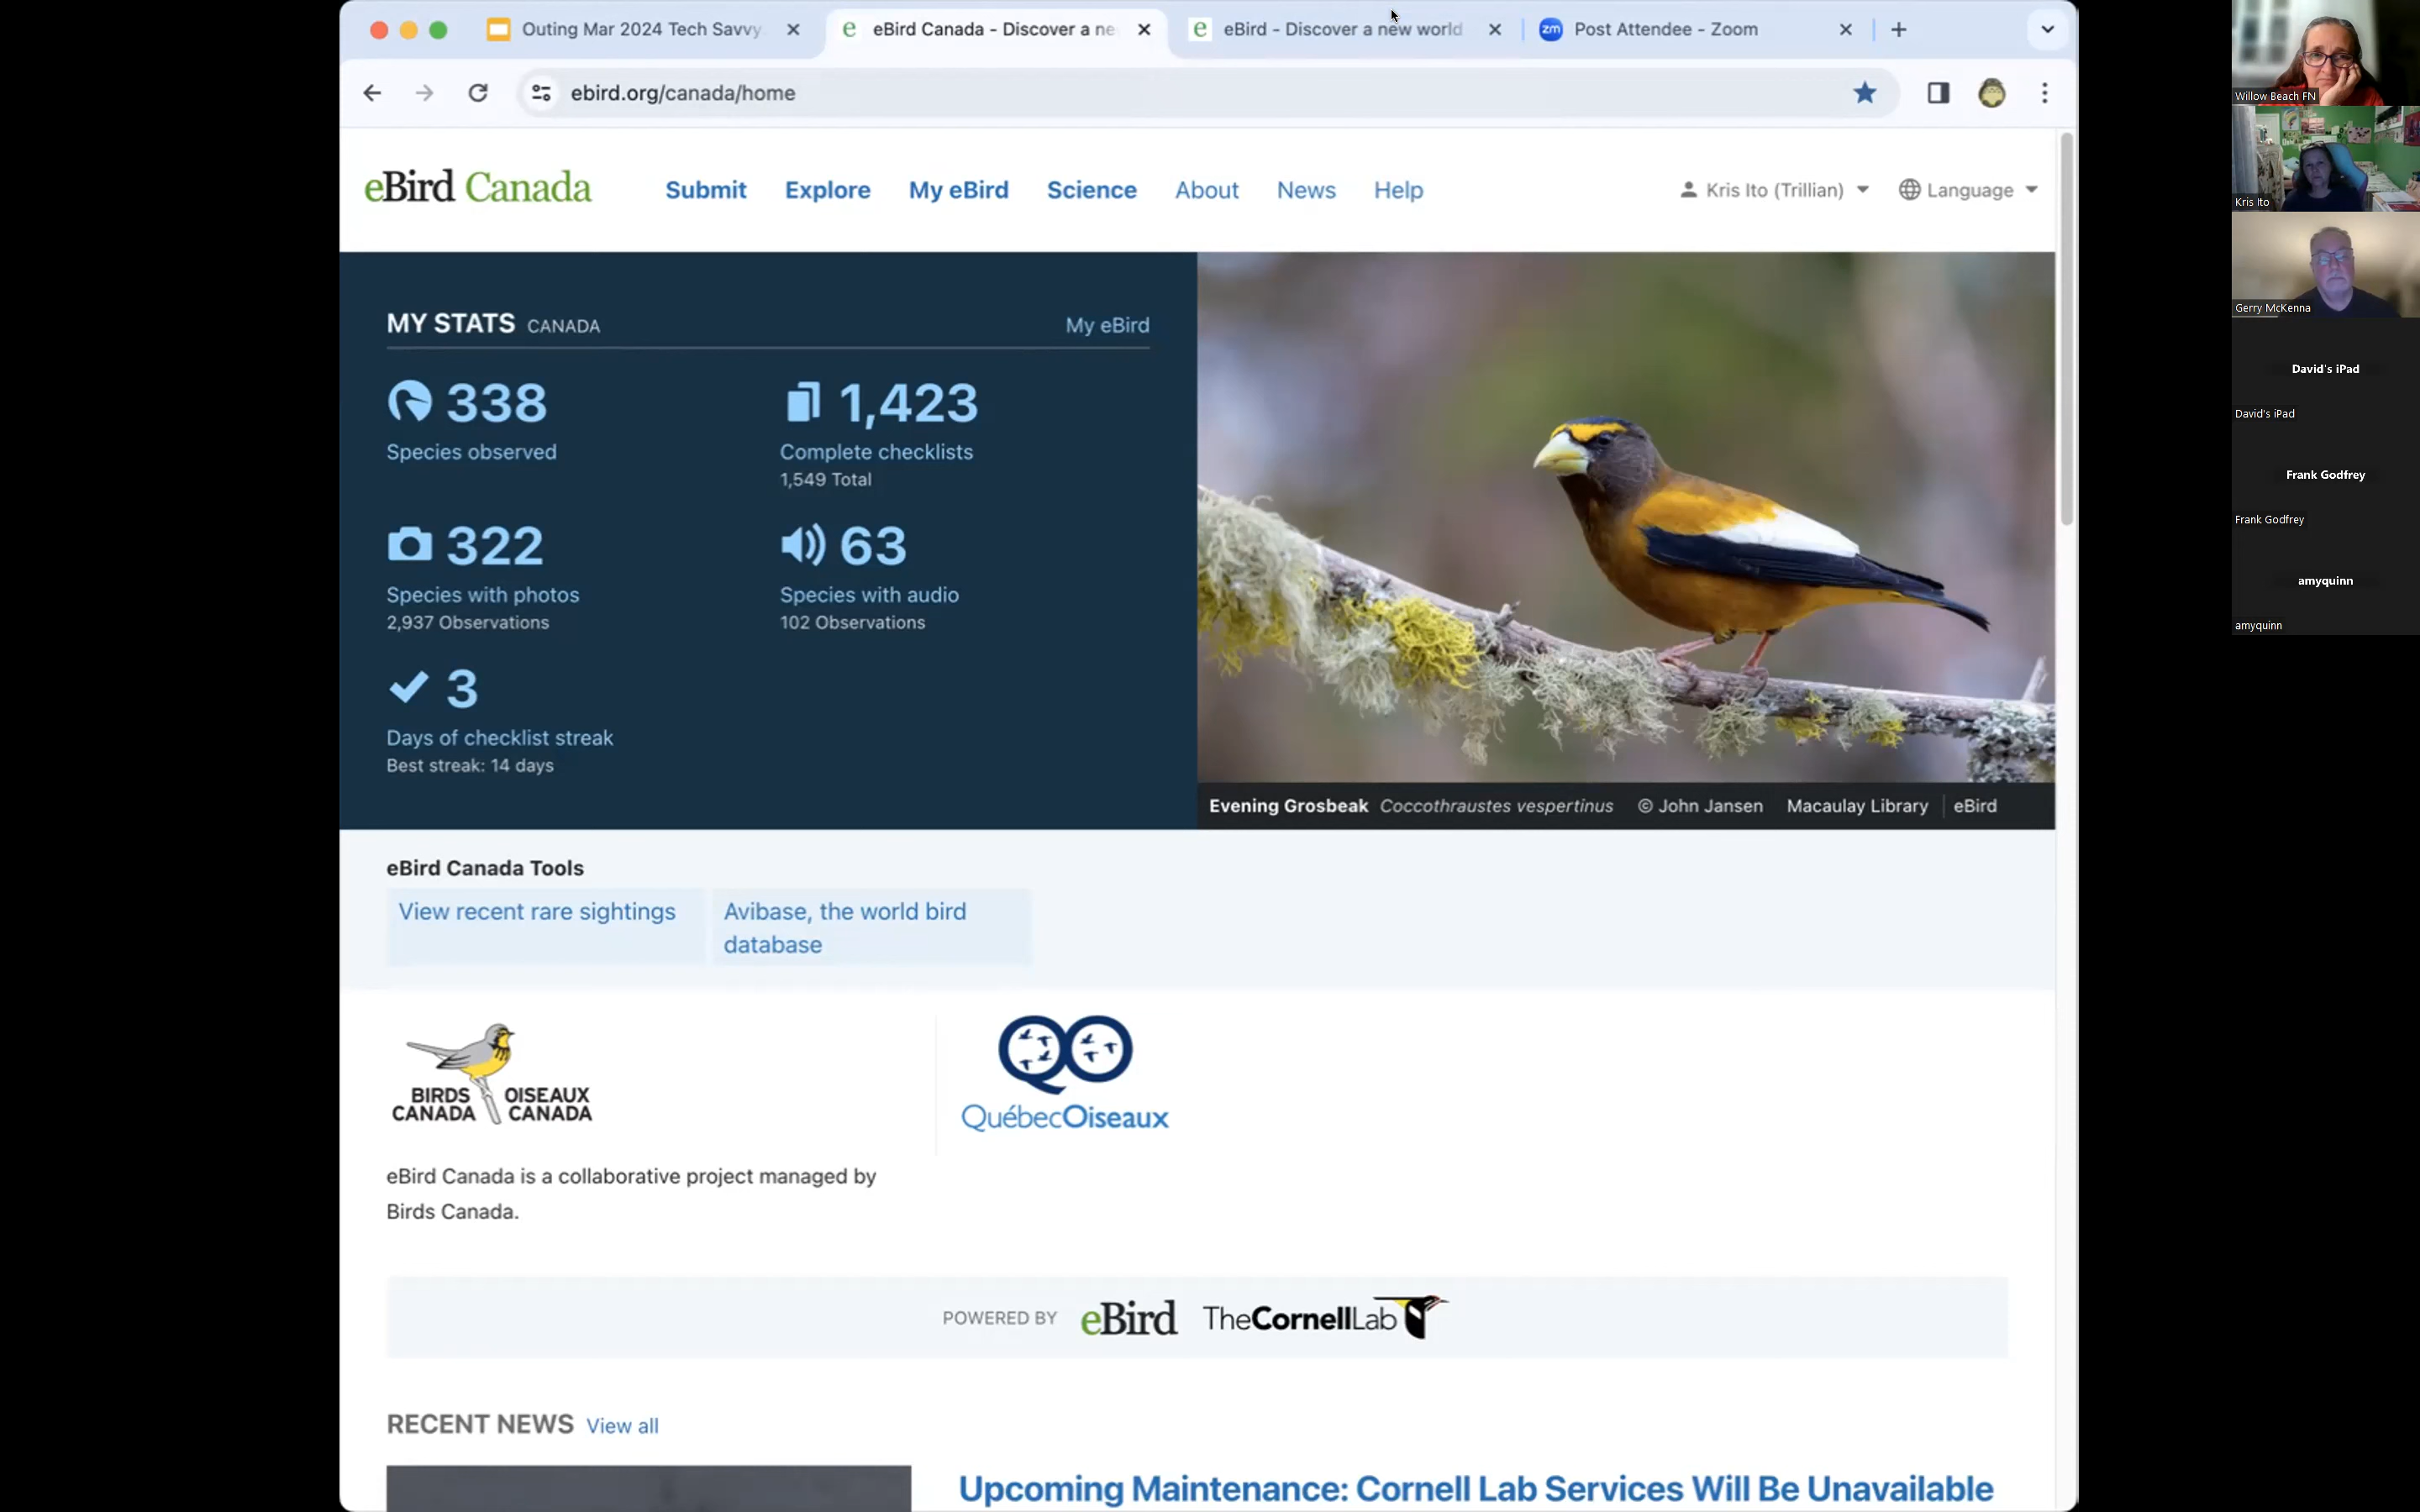 Outing Mar 2024 Tech Savvy
eBird Canada - Discover a ne
eBird - Discover a new world
zm Post Attendee - Zoom
ebird.org/canada/home
eBird Canada
Submit
Explore
My eBird
Science
About
News
Help
Kris Ito (Trillian)
Language
MY STATS CANADA
My eBird
338
Species observed
1,423
Complete checklists
1,549 Total
322
Species with photos
2,937 Observations
63
Species with audio
102 Observations
3
Days of checklist streak
Best streak: 14 days
Evening Grosbeak Coccothraustes vespertinus © John Jansen Macaulay Library eBird
eBird Canada Tools
View recent rare sightings
Avibase, the world bird
database
BIRDS CANADA
OISEAUX CANADA
QuébecOiseaux
eBird Canada is a collaborative project managed by
Birds Canada.
POWERED BY eBird TheCornellLab
RECENT NEWS View all
Upcoming Maintenance: Cornell Lab Services Will Be Unavailable
Willow Beach FN
Kris Ito
Gerry McKenna
David's iPad
David's iPad
Frank Godfrey
Frank Godfrey
amyquinn
amyquinn